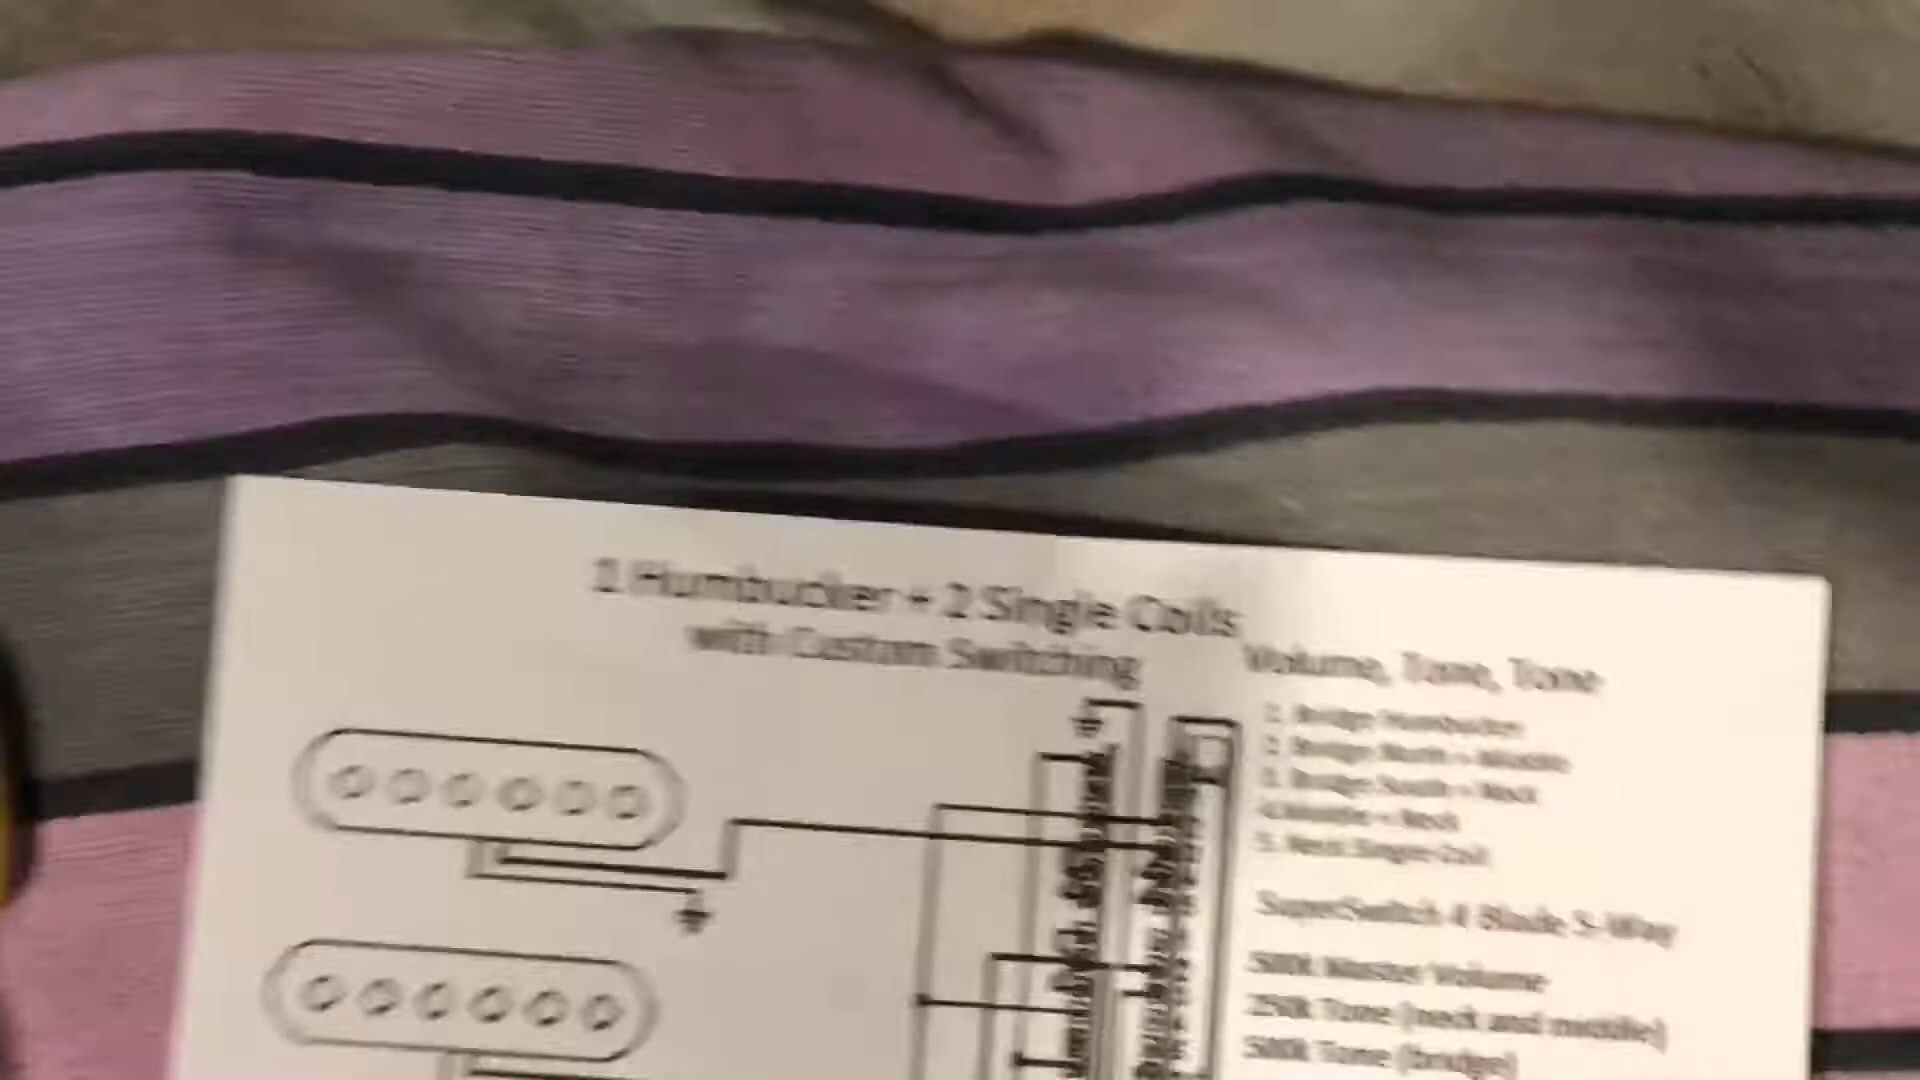 1 Humbucker + 2 Single Coils
with Custom Switching
Volume, Tone, Tone
1. Bridge Humbucker
2. Bridge North + Middle
3. Bridge South + Neck
4. Middle + Neck
5. Neck Single Coil
SuperSwitch 4 Blade 5-Way
500k Master Volume
250k Tone (neck and middle)
500k Tone (bridge)